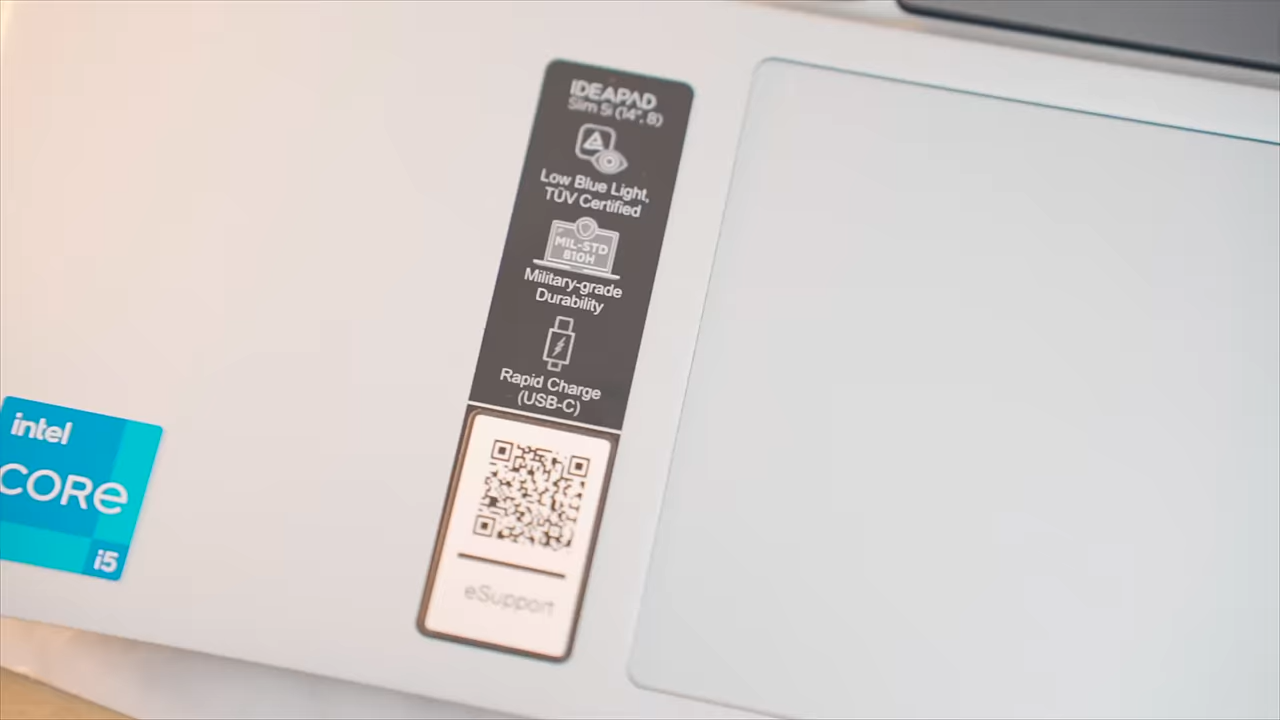 IDEAPAD
Slim 5i (14", 8)
Low Blue Light,
TÜV Certified
MIL-STD
810H
Military-grade
Durability
Rapid Charge
(USB-C)
eSupport
intel
CORE
i5